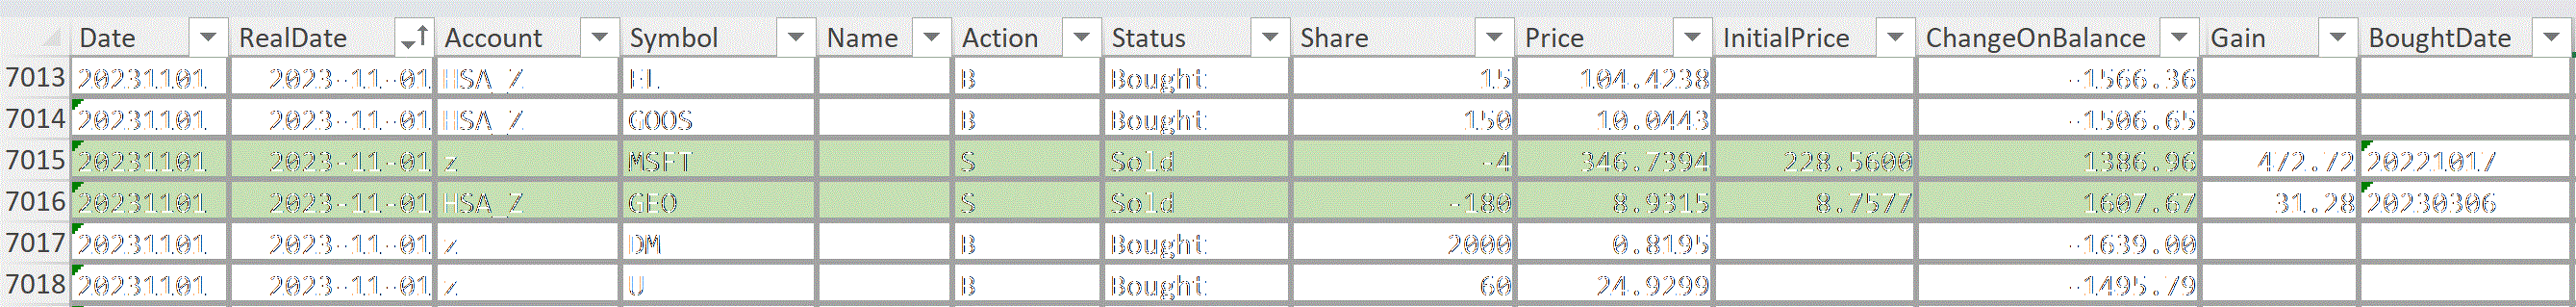 Date RealDate Account Symbol Name Action Status Share Price InitialPrice ChangeOnBalance Gain BoughtDate
7013 20231101 2023-11-01 HSA_Z EL B Bought 15 104.4238 -1566.36
7014 20231101 2023-11-01 HSA_Z GOOS B Bought 150 10.0443 -1506.65
7015 20231101 2023-11-01 z MSFT S Sold -4 346.7394 228.5600 1386.96 472.72 20221017
7016 20231101 2023-11-01 HSA_Z GEO S Sold -180 8.9315 8.7577 1607.67 31.28 20230306
7017 20231101 2023-11-01 z DM B Bought 2000 0.8195 -1639.00
7018 20231101 2023-11-01 z U B Bought 60 24.9299 -1495.79